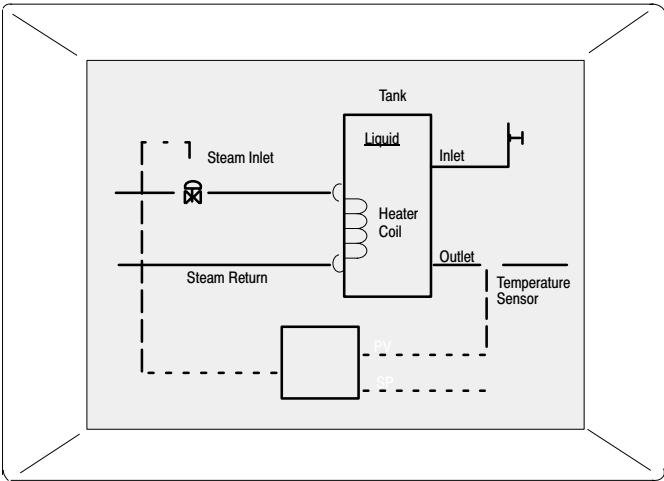 Tank
Liquid
Steam Inlet
Inlet
Heater
Coil
Outlet
Steam Return
Temperature
Sensor
PV
SP